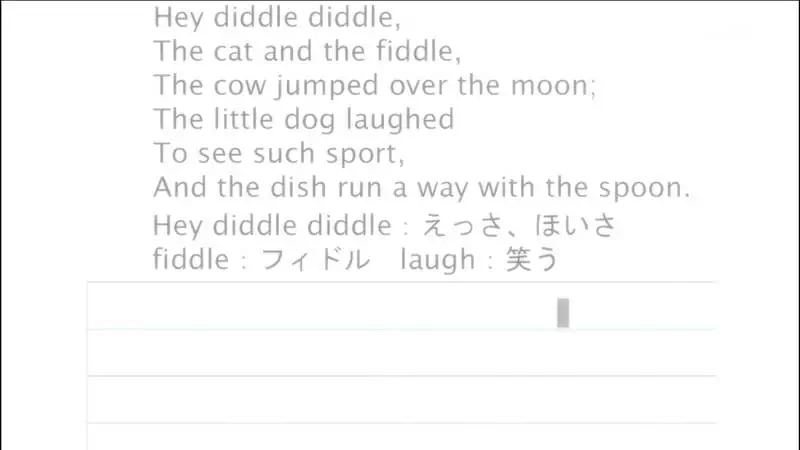 Hey diddle diddle,
The cat and the fiddle,
The cow jumped over the moon;
The little dog laughed
To see such sport,
And the dish run a way with the spoon.
Hey diddle diddle : えっさ、ほいさ
fiddle : フィドル　laugh : 笑う